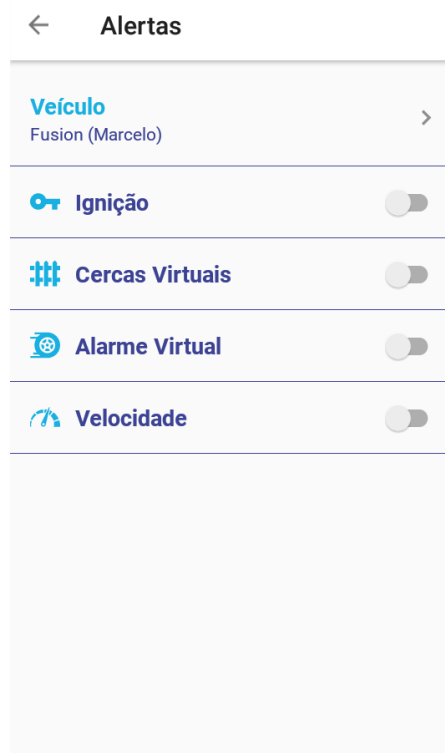 Alertas
Veículo
Fusion (Marcelo)
Ignição
Cercas Virtuais
Alarme Virtual
Velocidade